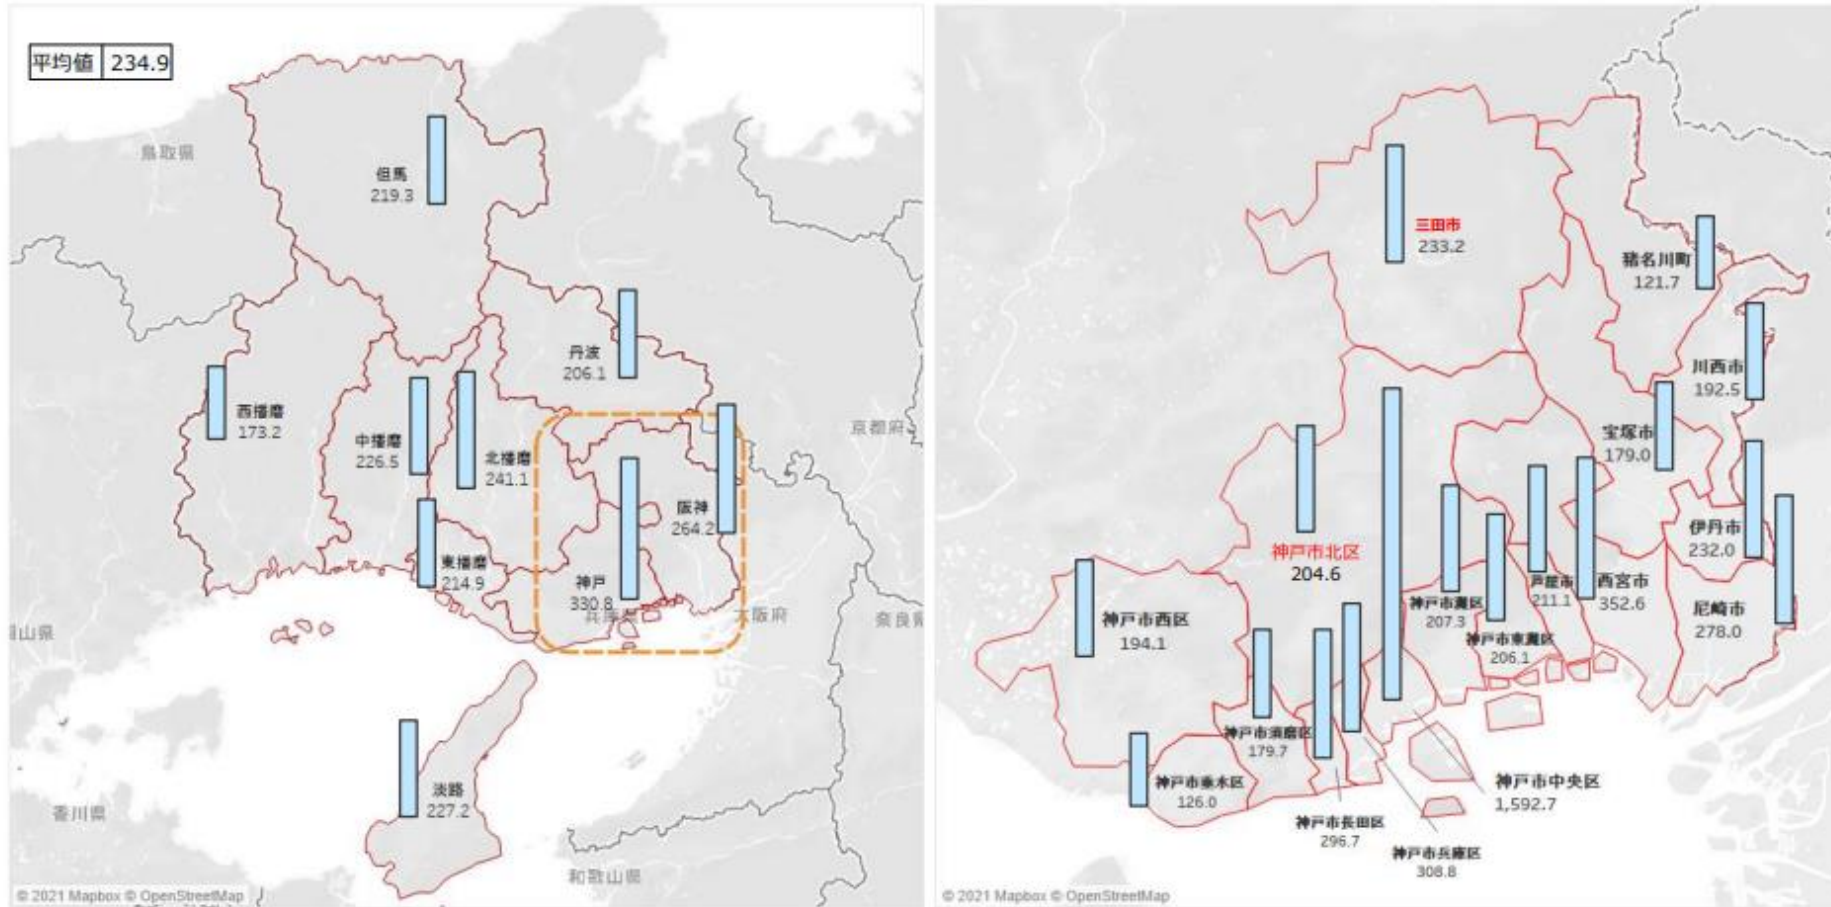 平均値 234.9
鳥取県
但馬
219.3
丹波
206.1
西播磨
173.2
中播磨
226.5
北播磨
241.1
京都府
阪神
264.2
東播磨
214.9
神戸
330.8
兵庫県
大阪府
奈良県
淡路
227.2
香川県
和歌山県
© 2021 Mapbox © OpenStreetMap
三田市
233.2
猪名川町
121.7
川西市
192.5
宝塚市
179.0
伊丹市
232.0
神戸市北区
204.6
西宮市
352.6
芦屋市
211.1
尼崎市
278.0
神戸市灘区
207.3
神戸市東灘区
206.1
神戸市西区
194.1
神戸市須磨区
179.7
神戸市垂水区
126.0
神戸市中央区
1,592.7
神戸市長田区
296.7
神戸市兵庫区
308.8
© 2021 Mapbox © OpenStreetMap